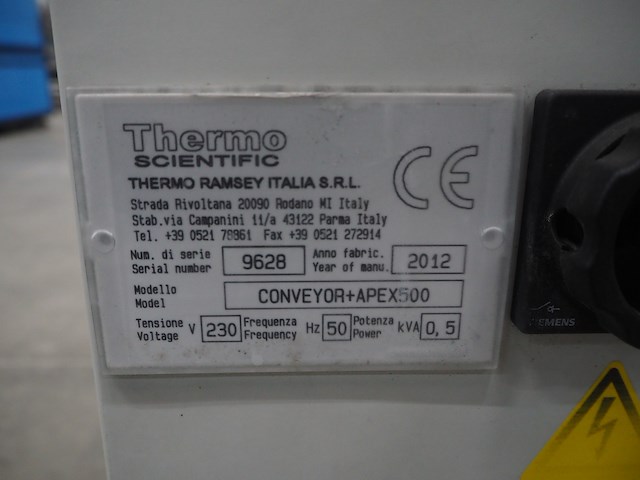 Thermo
SCIENTIFIC
CE
THERMO RAMSEY ITALIA S.R.L.
Strada Rivoltana 20090 Rodano MI Italy
Stab.via Campanini 11/a 43122 Parma Italy
Tel. +39 0521 78861 Fax +39 0521 272914
Num. di serie 9628 Anno fabric. 2012
Serial number Year of manu.
Modello CONVEYOR+APEX500
Model
Tensione V 230 Frequenza Hz 50 Potenza kVA 0,5
Voltage Frequency Power
SIEMENS